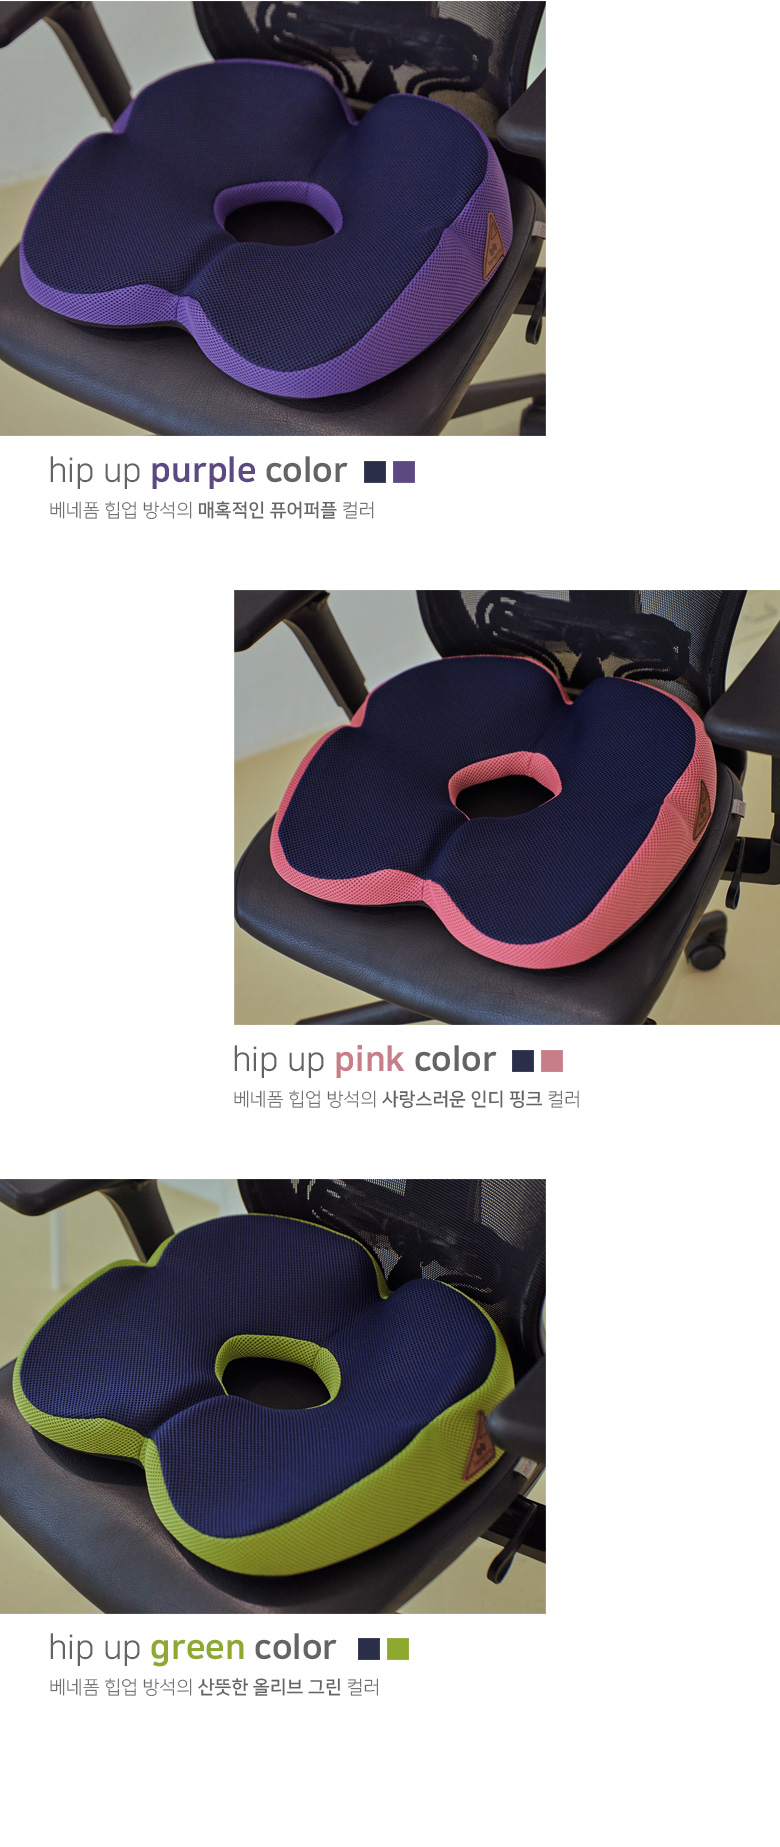 hip up purple color
베네폼 힙업 방석의 매혹적인 퓨어퍼플 컬러
hip up pink color
베네폼 힙업 방석의 사랑스러운 인디 핑크 컬러
hip up green color
베네폼 힙업 방석의 산뜻한 올리브 그린 컬러